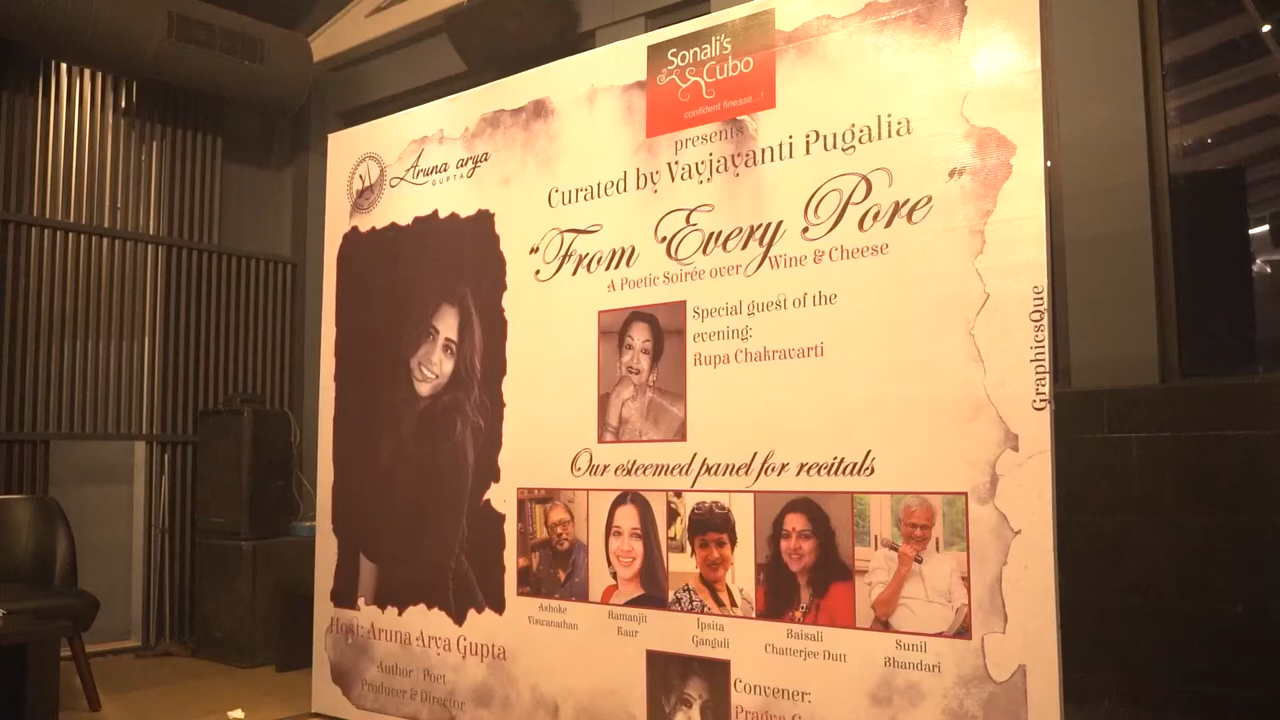 Sonali's
Cubo
confident finesse...!
presents
Curated by Vayjayanti Pugalia
Aruna arya
GUPTA
"From Every Pore"
A Poetic Soirée over Wine & Cheese
Special guest of the
evening:
Rupa Chakravarti
GraphicsQue
Our esteemed panel for recitals
Ashoke
Viswanathan
Ramanjit
Kaur
Ipsita
Ganguli
Baisali
Chatterjee Dutt
Sunil
Bhandari
Host: Aruna Arya Gupta
Author | Poet
Producer & Director
Convener:
Pragya